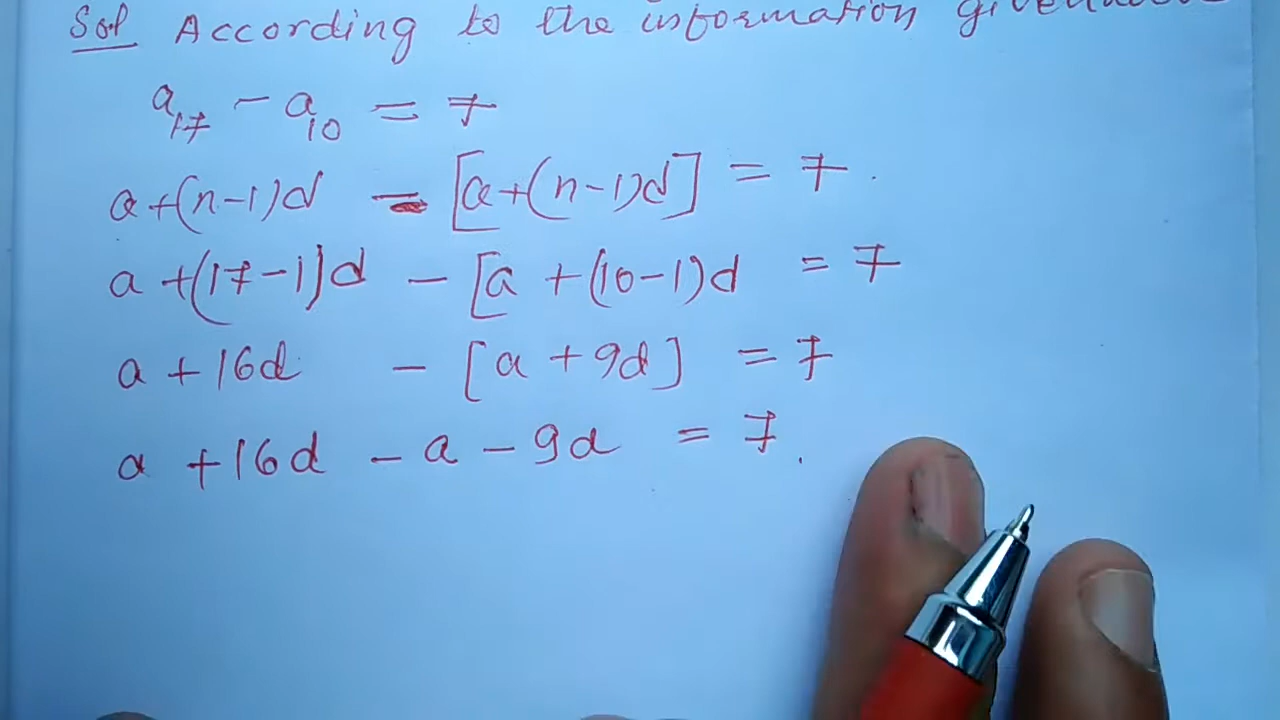 Sol According to the information given
a17 - a10 = 7
a+(n-1)d - [a+(n-1)d] = 7.
a+(17-1)d - [a+(10-1)d = 7
a+16d - [a+9d] = 7
a+16d - a - 9d = 7.